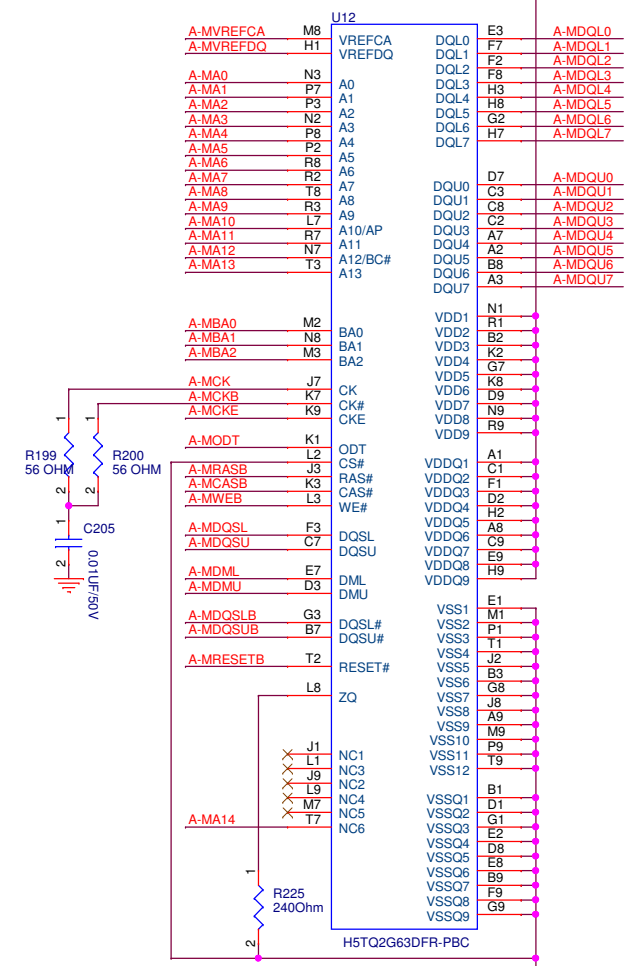 U12
A-MVREFCA M8 VREFCA DQL0 E3 A-MDQL0
A-MVREFDQ H1 VREFDQ DQL1 F7 A-MDQL1
DQL2 F2 A-MDQL2
A-MA0 N3 A0 DQL3 F8 A-MDQL3
A-MA1 P7 A1 DQL4 H3 A-MDQL4
A-MA2 P3 A2 DQL5 H8 A-MDQL5
A-MA3 N2 A3 DQL6 G2 A-MDQL6
A-MA4 P8 A4 DQL7 H7 A-MDQL7
A-MA5 P2 A5
A-MA6 R8 A6
A-MA7 R2 A7 DQU0 D7 A-MDQU0
A-MA8 T8 A8 DQU1 C3 A-MDQU1
A-MA9 R3 A9 DQU2 C8 A-MDQU2
A-MA10 L7 A10/AP DQU3 C2 A-MDQU3
A-MA11 R7 A11 DQU4 A7 A-MDQU4
A-MA12 N7 A12/BC# DQU5 A2 A-MDQU5
A-MA13 T3 A13 DQU6 B8 A-MDQU6
DQU7 A3 A-MDQU7
VDD1 N1
A-MBA0 M2 BA0 VDD2 R1
A-MBA1 N8 BA1 VDD3 B2
A-MBA2 M3 BA2 VDD4 K2
VDD5 G7
A-MCK J7 CK VDD6 K8
A-MCKB K7 CK# VDD7 D9
A-MCKE K9 CKE VDD8 N9
VDD9 R9
A-MODT K1 ODT
L2 CS# VDDQ1 A1
A-MRASB J3 RAS# VDDQ2 C1
A-MCASB K3 CAS# VDDQ3 F1
A-MWEB L3 WE# VDDQ4 D2
VDDQ5 H2
A-MDQSL F3 DQSL VDDQ6 A8
A-MDQSU C7 DQSU VDDQ7 C9
VDDQ8 E9
A-MDML E7 DML VDDQ9 H9
A-MDMU D3 DMU
VSS1 E1
A-MDQSLB G3 DQSL# VSS2 M1
A-MDQSUB B7 DQSU# VSS3 P1
VSS4 T1
A-MRESETB T2 RESET# VSS5 J2
VSS6 B3
L8 ZQ VSS7 G8
VSS8 J8
VSS9 A9
VSS10 M9
J1 NC1 VSS11 P9
L1 NC3 VSS12 T9
J9 NC2
L9 NC4 VSSQ1 B1
M7 NC5 VSSQ2 D1
A-MA14 T7 NC6 VSSQ3 G1
VSSQ4 E2
VSSQ5 D8
VSSQ6 E8
VSSQ7 B9
VSSQ8 F9
VSSQ9 G9
H5TQ2G63DFR-PBC
1
R199
56 OHM
2
1
R200
56 OHM
2
1
C205
0.01UF/50V
2
1
R225
240Ohm
2